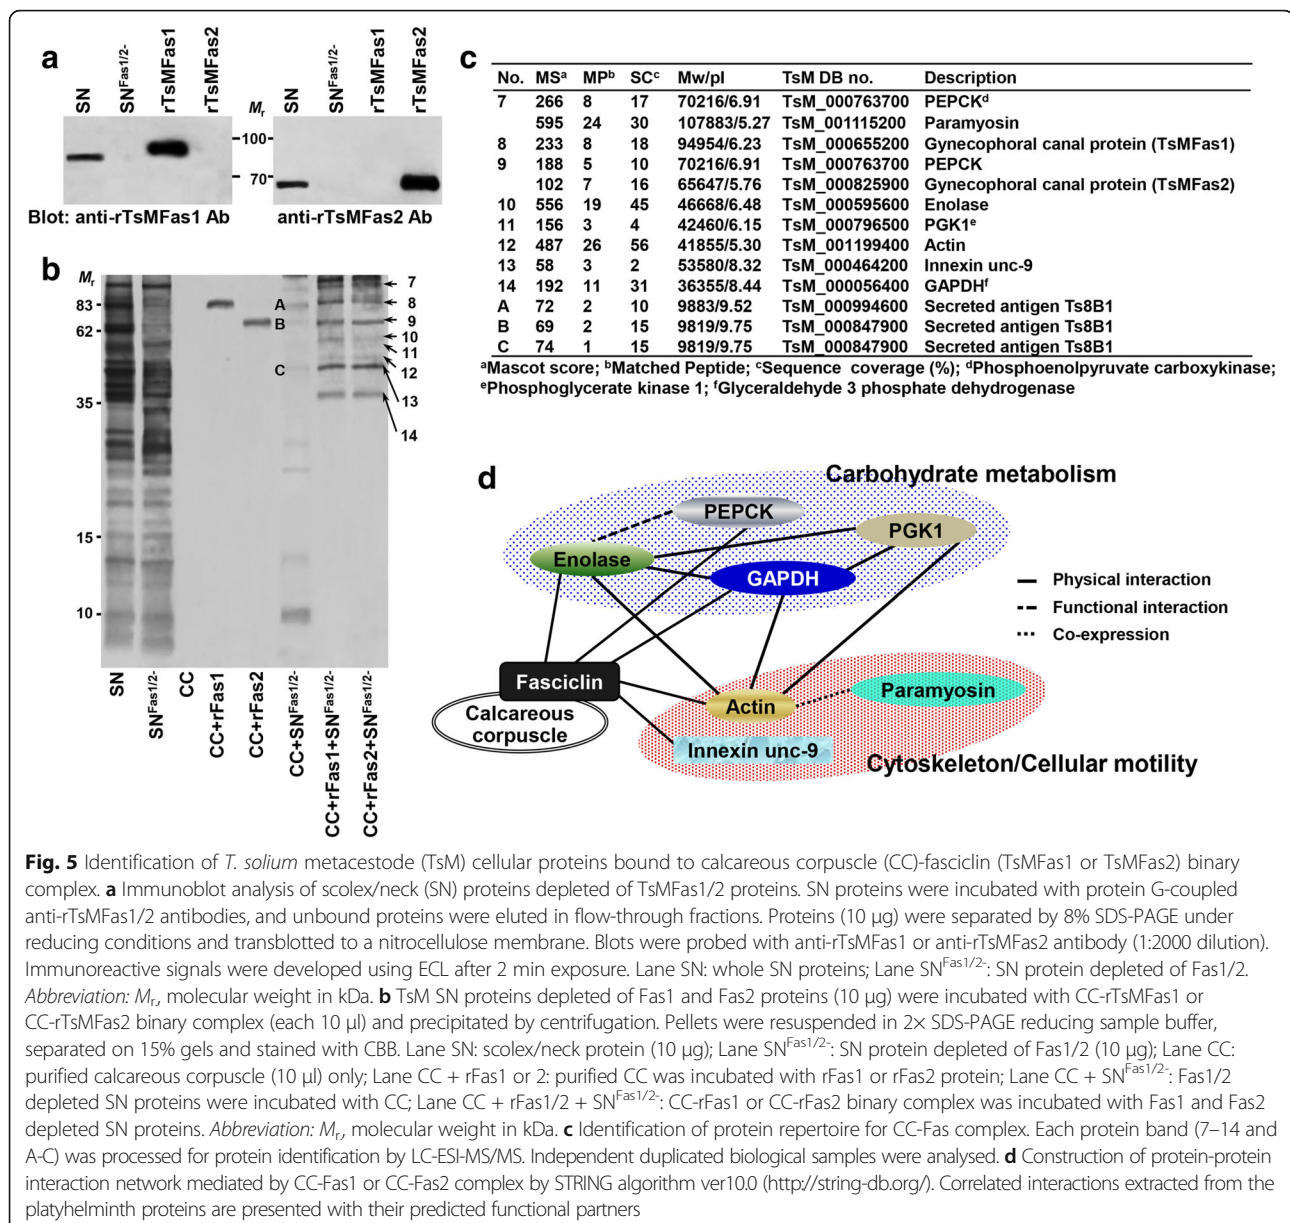 a
SN
SNFas1/2-
rTsMFas1
rTsMFas2
Mr
100
70
SN
SNFas1/2-
rTsMFas1
rTsMFas2
Blot: anti-rTsMFas1 Ab
anti-rTsMFas2 Ab
b
Mr
83
62
35
15
10
A
B
C
7
8
9
10
11
12
13
14
SN
SNFas1/2-
CC
CC+rFas1
CC+rFas2
CC+SNFas1/2-
CC+rFas1+SNFas1/2-
CC+rFas2+SNFas1/2-
c
No. MSa MPb SCc Mw/pI TsM DB no. Description
7 266 8 17 70216/6.91 TsM_000763700 PEPCKd
595 24 30 107883/5.27 TsM_001115200 Paramyosin
8 233 8 18 94954/6.23 TsM_000655200 Gynecophoral canal protein (TsMFas1)
9 188 5 10 70216/6.91 TsM_000763700 PEPCK
102 7 16 65647/5.76 TsM_000825900 Gynecophoral canal protein (TsMFas2)
10 556 19 45 46668/6.48 TsM_000595600 Enolase
11 156 3 4 42460/6.15 TsM_000796500 PGK1e
12 487 26 56 41855/5.30 TsM_001199400 Actin
13 58 3 2 53580/8.32 TsM_000464200 Innexin unc-9
14 192 11 31 36355/8.44 TsM_000056400 GAPDHf
A 72 2 10 9883/9.52 TsM_000994600 Secreted antigen Ts8B1
B 69 2 15 9819/9.75 TsM_000847900 Secreted antigen Ts8B1
C 74 1 15 9819/9.75 TsM_000847900 Secreted antigen Ts8B1
aMascot score; bMatched Peptide; cSequence coverage (%); dPhosphoenolpyruvate carboxykinase;
ePhosphoglycerate kinase 1; fGlyceraldehyde 3 phosphate dehydrogenase
d
Carbohydrate metabolism
PEPCK
PGK1
Enolase
GAPDH
Physical interaction
Functional interaction
Co-expression
Fasciclin
Calcareous
corpuscle
Actin
Paramyosin
Innexin unc-9
Cytoskeleton/Cellular motility
Fig. 5 Identification of T. solium metacestode (TsM) cellular proteins bound to calcareous corpuscle (CC)-fasciclin (TsMFas1 or TsMFas2) binary
complex. a Immunoblot analysis of scolex/neck (SN) proteins depleted of TsMFas1/2 proteins. SN proteins were incubated with protein G-coupled
anti-rTsMFas1/2 antibodies, and unbound proteins were eluted in flow-through fractions. Proteins (10 μg) were separated by 8% SDS-PAGE under
reducing conditions and transblotted to a nitrocellulose membrane. Blots were probed with anti-rTsMFas1 or anti-rTsMFas2 antibody (1:2000 dilution).
Immunoreactive signals were developed using ECL after 2 min exposure. Lane SN: whole SN proteins; Lane SNFas1/2-: SN protein depleted of Fas1/2.
Abbreviation: Mr, molecular weight in kDa. b TsM SN proteins depleted of Fas1 and Fas2 proteins (10 μg) were incubated with CC-rTsMFas1 or
CC-rTsMFas2 binary complex (each 10 μl) and precipitated by centrifugation. Pellets were resuspended in 2× SDS-PAGE reducing sample buffer,
separated on 15% gels and stained with CBB. Lane SN: scolex/neck protein (10 μg); Lane SNFas1/2-: SN protein depleted of Fas1/2 (10 μg); Lane CC:
purified calcareous corpuscle (10 μl) only; Lane CC + rFas1 or 2: purified CC was incubated with rFas1 or rFas2 protein; Lane CC + SNFas1/2-: Fas1/2
depleted SN proteins were incubated with CC; Lane CC + rFas1/2 + SNFas1/2-: CC-rFas1 or CC-rFas2 binary complex was incubated with Fas1 and Fas2
depleted SN proteins. Abbreviation: Mr, molecular weight in kDa. c Identification of protein repertoire for CC-Fas complex. Each protein band (7–14 and
A-C) was processed for protein identification by LC-ESI-MS/MS. Independent duplicated biological samples were analysed. d Construction of protein-protein
interaction network mediated by CC-Fas1 or CC-Fas2 complex by STRING algorithm ver10.0 (http://string-db.org/). Correlated interactions extracted from the
playhelminth proteins are presented with their predicted functional partners